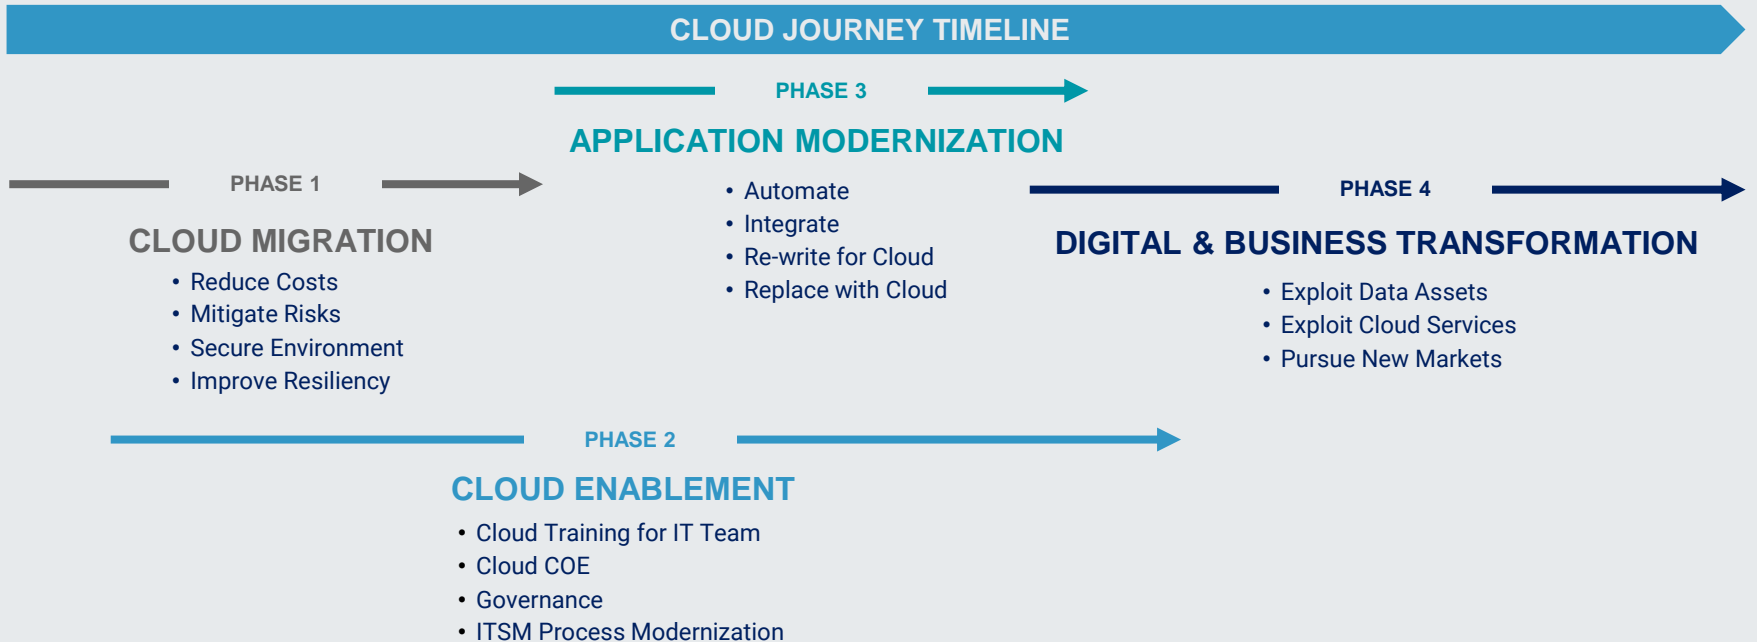 CLOUD JOURNEY TIMELINE
PHASE 1
CLOUD MIGRATION
• Reduce Costs
• Mitigate Risks
• Secure Environment
• Improve Resiliency
PHASE 2
CLOUD ENABLEMENT
• Cloud Training for IT Team
• Cloud COE
• Governance
• ITSM Process Modernization
PHASE 3
APPLICATION MODERNIZATION
• Automate
• Integrate
• Re-write for Cloud
• Replace with Cloud
PHASE 4
DIGITAL & BUSINESS TRANSFORMATION
• Exploit Data Assets
• Exploit Cloud Services
• Pursue New Markets